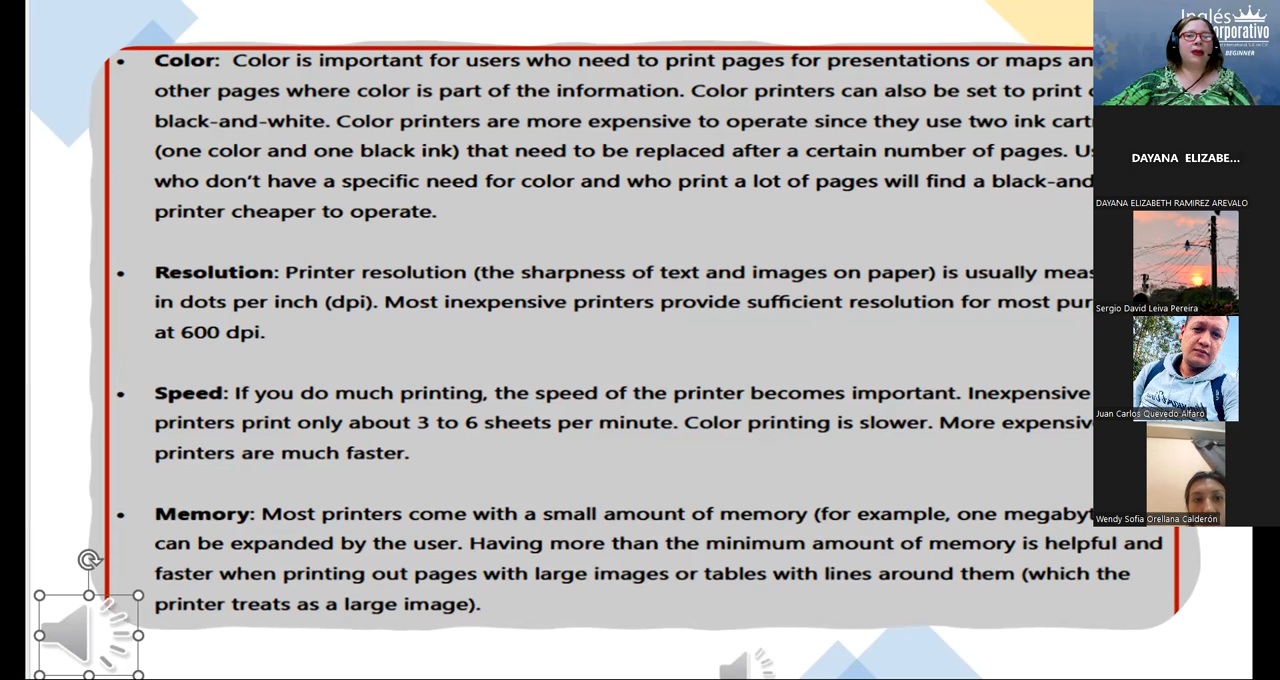 • Color: Color is important for users who need to print pages for presentations or maps an
other pages where color is part of the information. Color printers can also be set to print
black-and-white. Color printers are more expensive to operate since they use two ink cart
(one color and one black ink) that need to be replaced after a certain number of pages. Us
who don't have a specific need for color and who print a lot of pages will find a black-and
printer cheaper to operate.
• Resolution: Printer resolution (the sharpness of text and images on paper) is usually meas
in dots per inch (dpi). Most inexpensive printers provide sufficient resolution for most pur
at 600 dpi.
• Speed: If you do much printing, the speed of the printer becomes important. Inexpensive
printers print only about 3 to 6 sheets per minute. Color printing is slower. More expensiv
printers are much faster.
• Memory: Most printers come with a small amount of memory (for example, one megabyt
can be expanded by the user. Having more than the minimum amount of memory is helpful and
faster when printing out pages with large images or tables with lines around them (which the
printer treats as a large image).
Inglés
orporativo
BEGINNER
DAYANA ELIZABE...
DAYANA ELIZABETH RAMIREZ AREVALO
Sergio David Leiva Pereira
Juan Carlos Quevedo Alfaro
Wendy Sofia Orellana Calderón